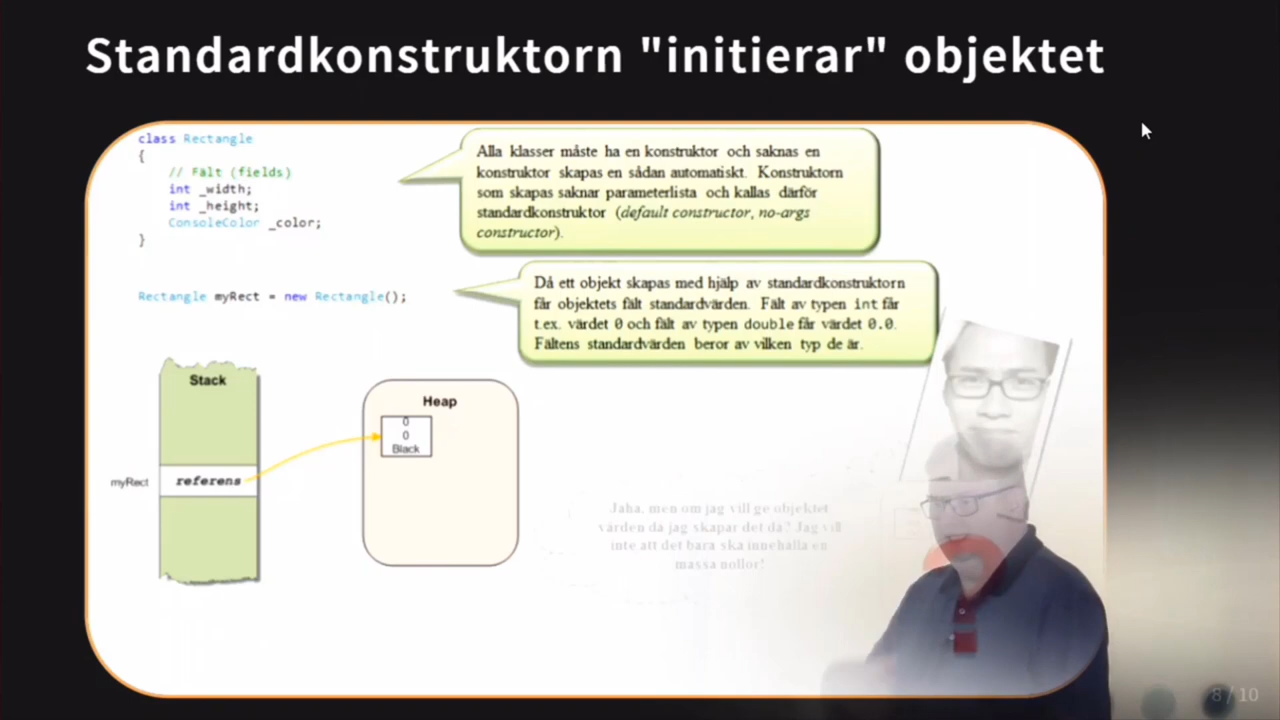 Standardkonstruktorn "initierar" objektet
class Rectangle
{
// Fält (fields)
int _width;
int _height;
ConsoleColor _color;
}
Alla klasser måste ha en konstruktor och saknas en
konstruktor skapas en sådan automatiskt. Konstruktorn
som skapas saknar parameterlista och kallas därför
standardkonstruktor (default constructor, no-args
constructor).
Rectangle myRect = new Rectangle();
Då ett objekt skapas med hjälp av standardkonstruktorn
får objektets fält standardvärden. Fält av typen int får
t.ex. värdet 0 och fält av typen double får värdet 0.0.
Fältens standardvärden beror av vilken typ de är.
Stack
myRect
referens
Heap
0
0
Black
Jaha, men om jag vill ge objektet
värden då jag skapar det då? Jag vill
inte att det bara ska innehålla en
massa nollor!
8 / 10